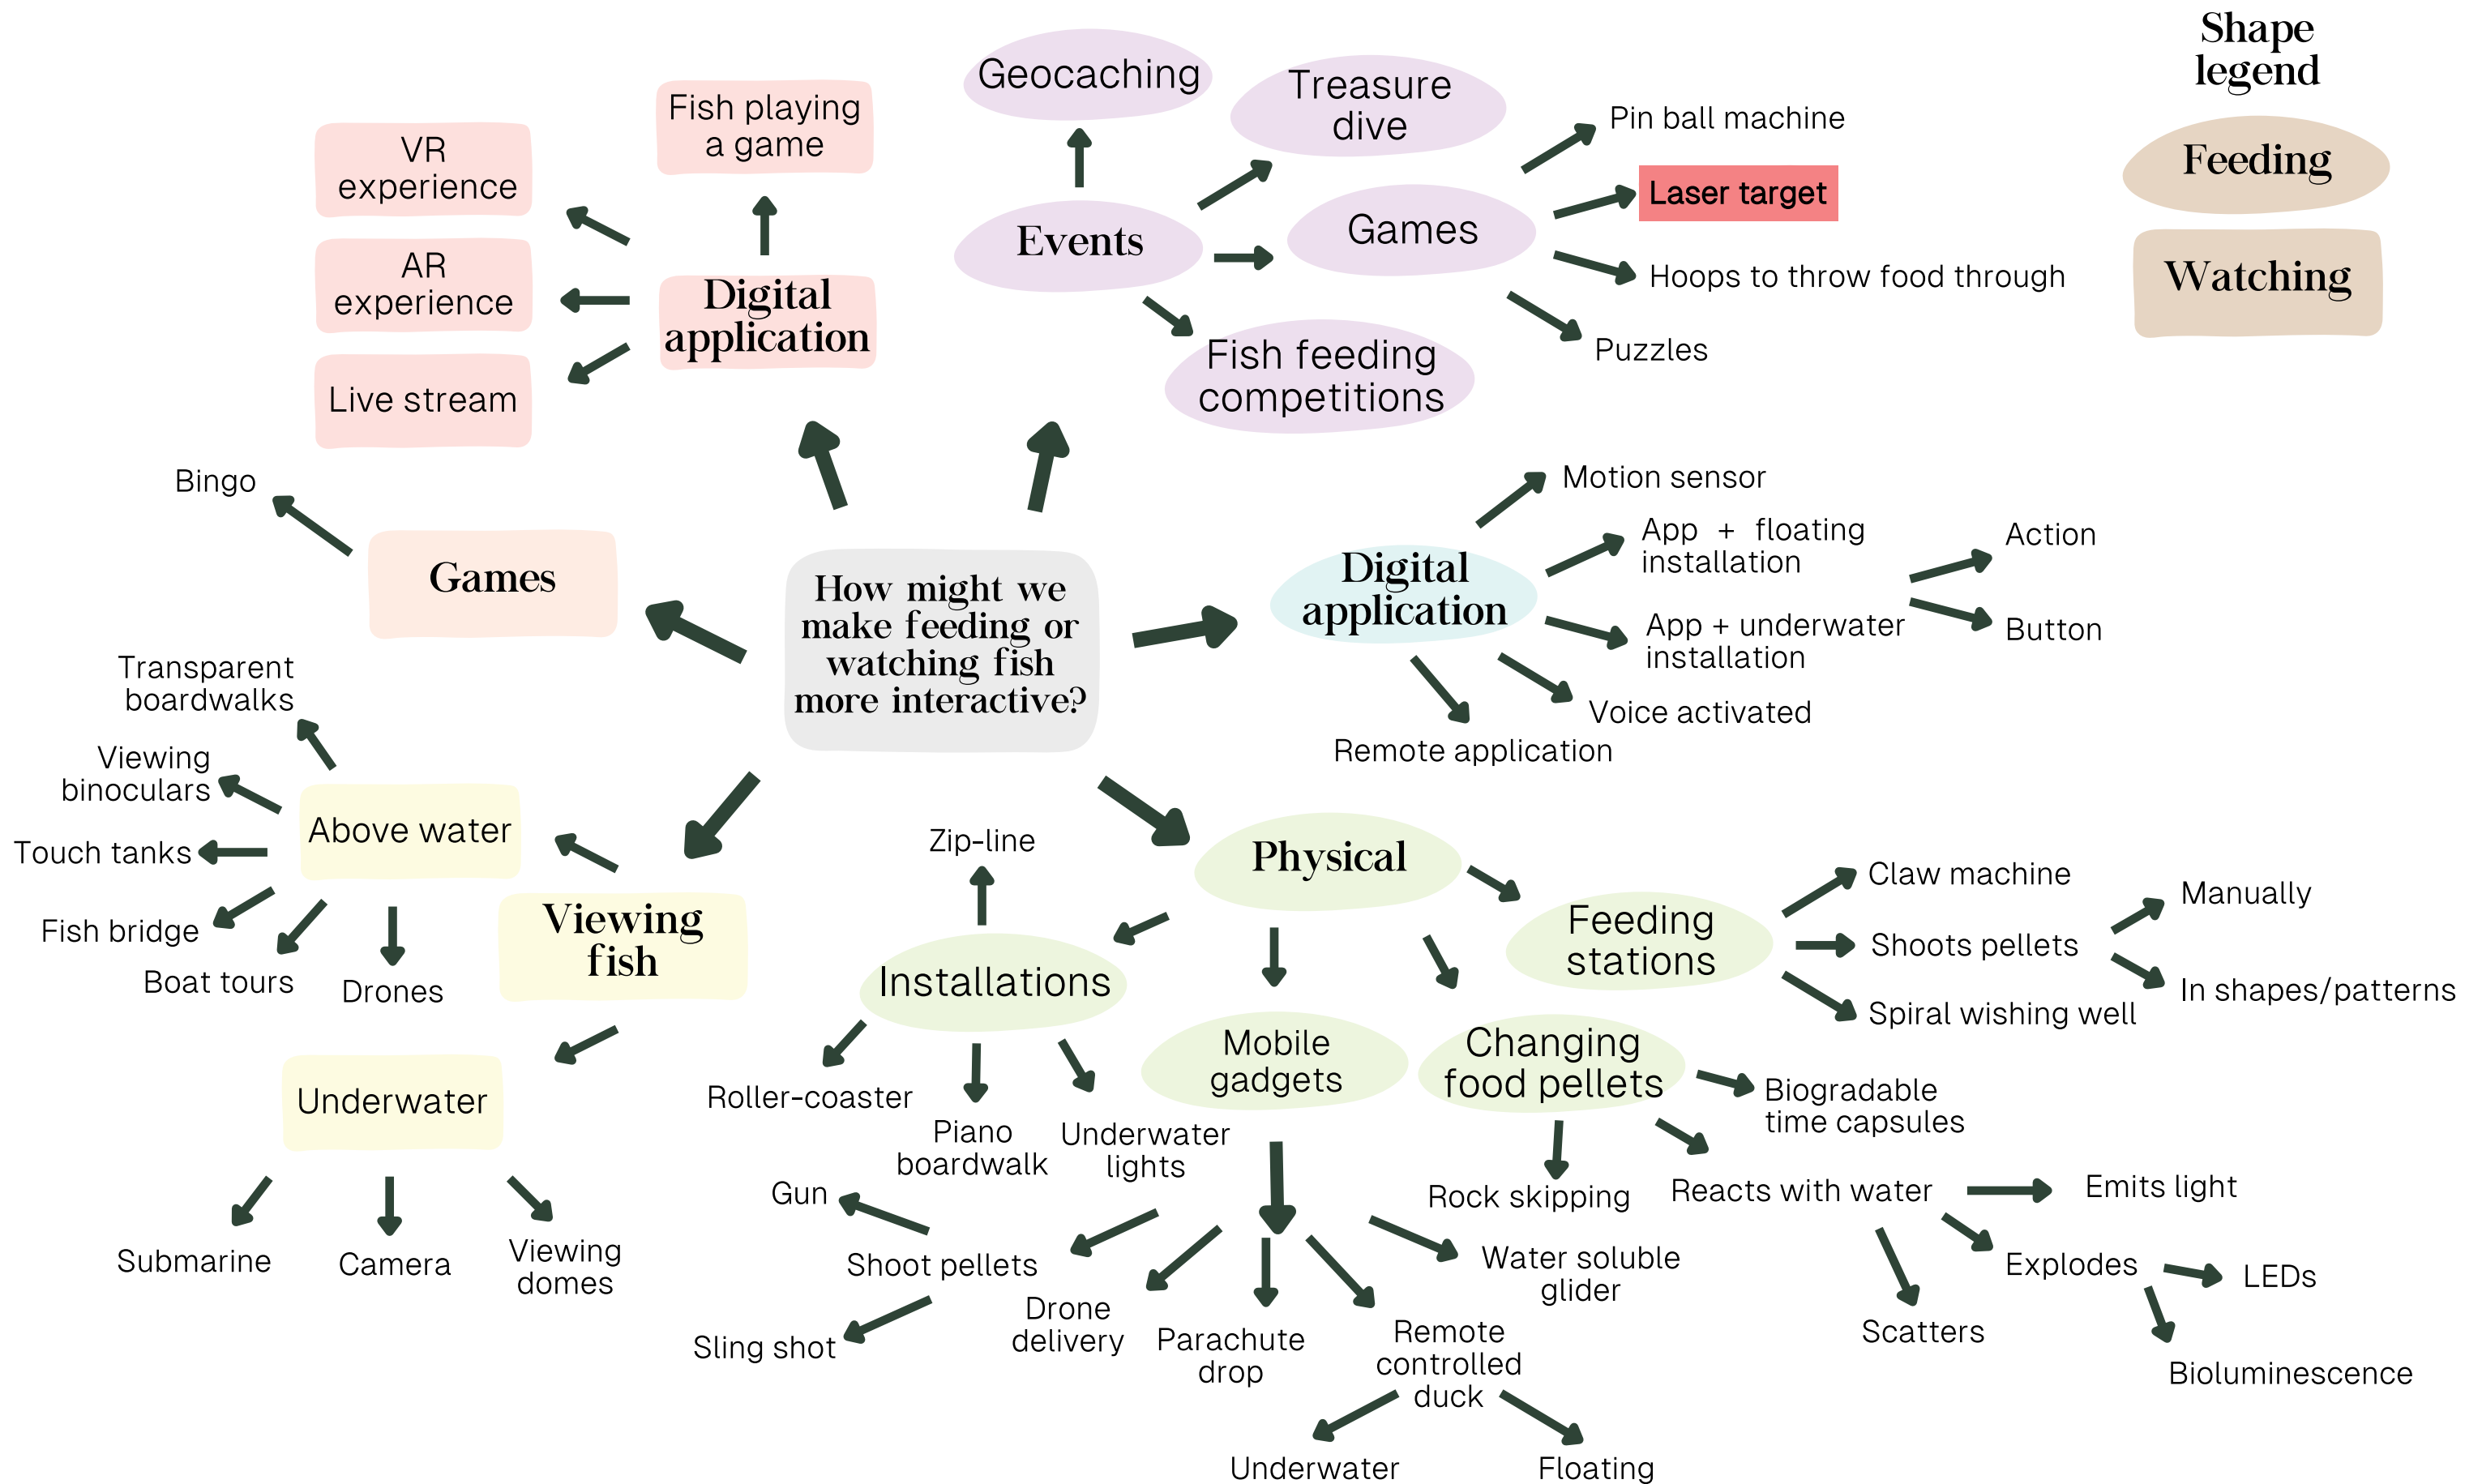 Shape
legend
Feeding
Watching
Geocaching
Treasure
dive
Events
Games
Fish feeding
competitions
Pin ball machine
Laser target
Hoops to throw food through
Puzzles
Fish playing
a game
VR
experience
AR
experience
Live stream
Digital
application
Bingo
Games
How might we
make feeding or
watching fish
more interactive?
Digital
application
Motion sensor
App + floating
installation
App + underwater
installation
Action
Button
Voice activated
Remote application
Transparent
boardwalks
Viewing
binoculars
Touch tanks
Fish bridge
Boat tours
Drones
Above water
Viewing
fish
Underwater
Submarine
Camera
Viewing
domes
Physical
Zip-line
Installations
Roller-coaster
Piano
boardwalk
Underwater
lights
Mobile
gadgets
Gun
Shoot pellets
Sling shot
Drone
delivery
Parachute
drop
Remote
controlled
duck
Underwater
Floating
Water soluble
glider
Changing
food pellets
Rock skipping
Biogradable
time capsules
Reacts with water
Emits light
Explodes
LEDs
Bioluminescence
Scatters
Feeding
stations
Claw machine
Shoots pellets
Spiral wishing well
Manually
In shapes/patterns